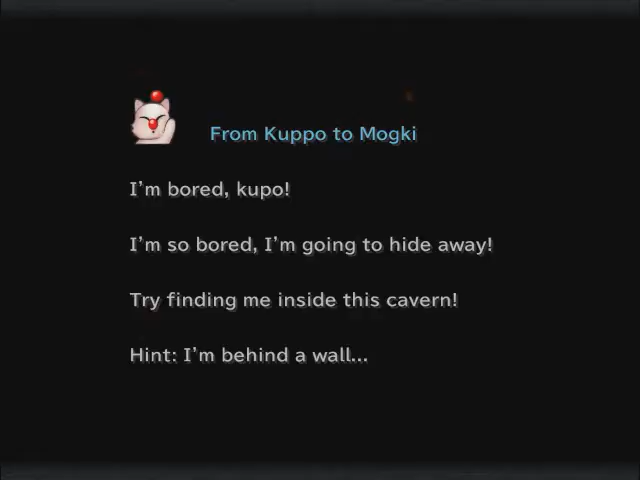 From Kuppo to Mogki
I'm bored, kupo!
I'm so bored, I'm going to hide away!
Try finding me inside this cavern!
Hint: I'm behind a wall...